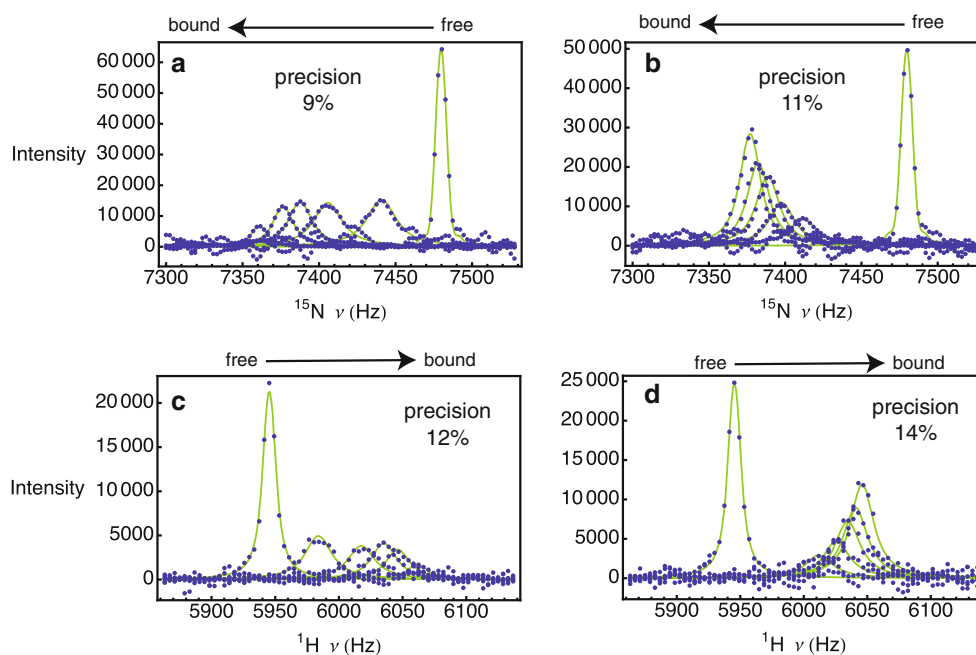 bound free
a
precision
9%
Intensity
60 000
50 000
40 000
30 000
20 000
10 000
0
7300 7350 7400 7450 7500
¹⁵N ν (Hz)
bound free
b
precision
11%
50 000
40 000
30 000
20 000
10 000
0
7300 7350 7400 7450 7500
¹⁵N ν (Hz)
free bound
c
precision
12%
Intensity
20 000
15 000
10 000
5000
0
5900 5950 6000 6050 6100
¹H ν (Hz)
free bound
d
precision
14%
25 000
20 000
15 000
10 000
5000
0
5900 5950 6000 6050 6100
¹H ν (Hz)